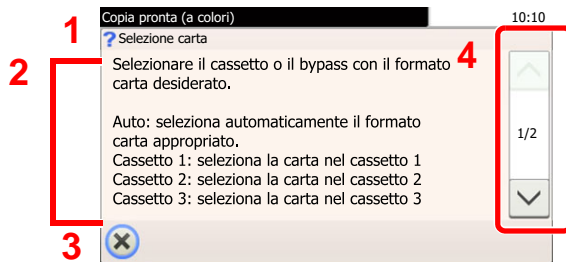 Copia pronta (a colori)
10:10
1
? Selezione carta
2
4
Selezionare il cassetto o il bypass con il formato
carta desiderato.
Auto: seleziona automaticamente il formato
carta appropriato.
Cassetto 1: seleziona la carta nel cassetto 1
Cassetto 2: seleziona la carta nel cassetto 2
Cassetto 3: seleziona la carta nel cassetto 3
1/2
3